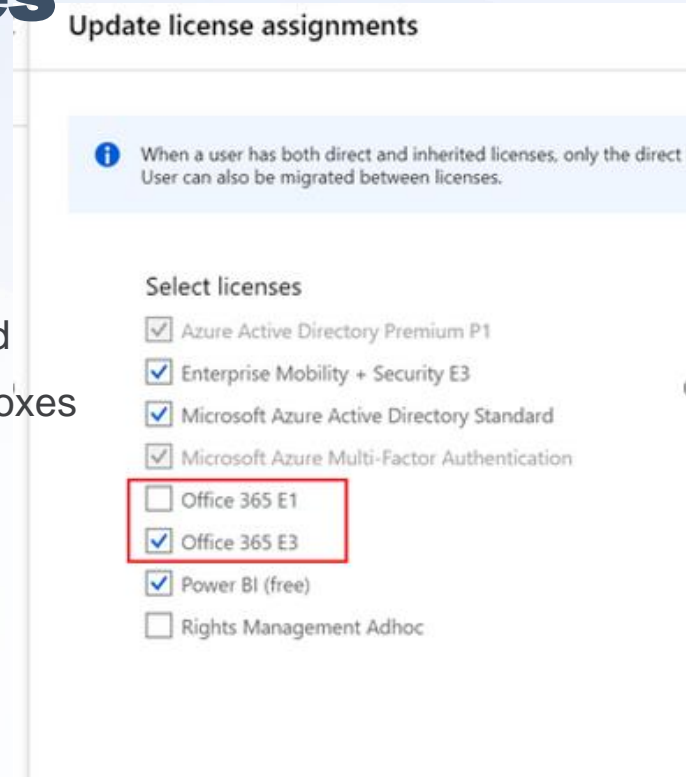 Update license assignments
When a user has both direct and inherited licenses, only the direct
User can also be migrated between licenses.
Select licenses
Azure Active Directory Premium P1
Enterprise Mobility + Security E3
Microsoft Azure Active Directory Standard
Microsoft Azure Multi-Factor Authentication
Office 365 E1
Office 365 E3
Power BI (free)
Rights Management Adhoc